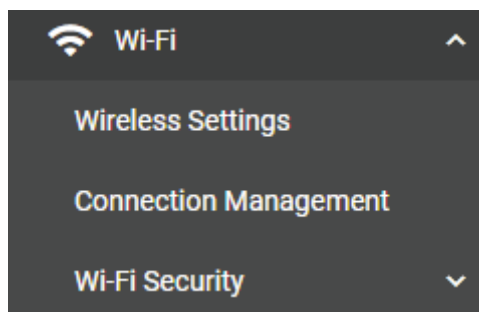 Wi-Fi
Wireless Settings
Connection Management
Wi-Fi Security